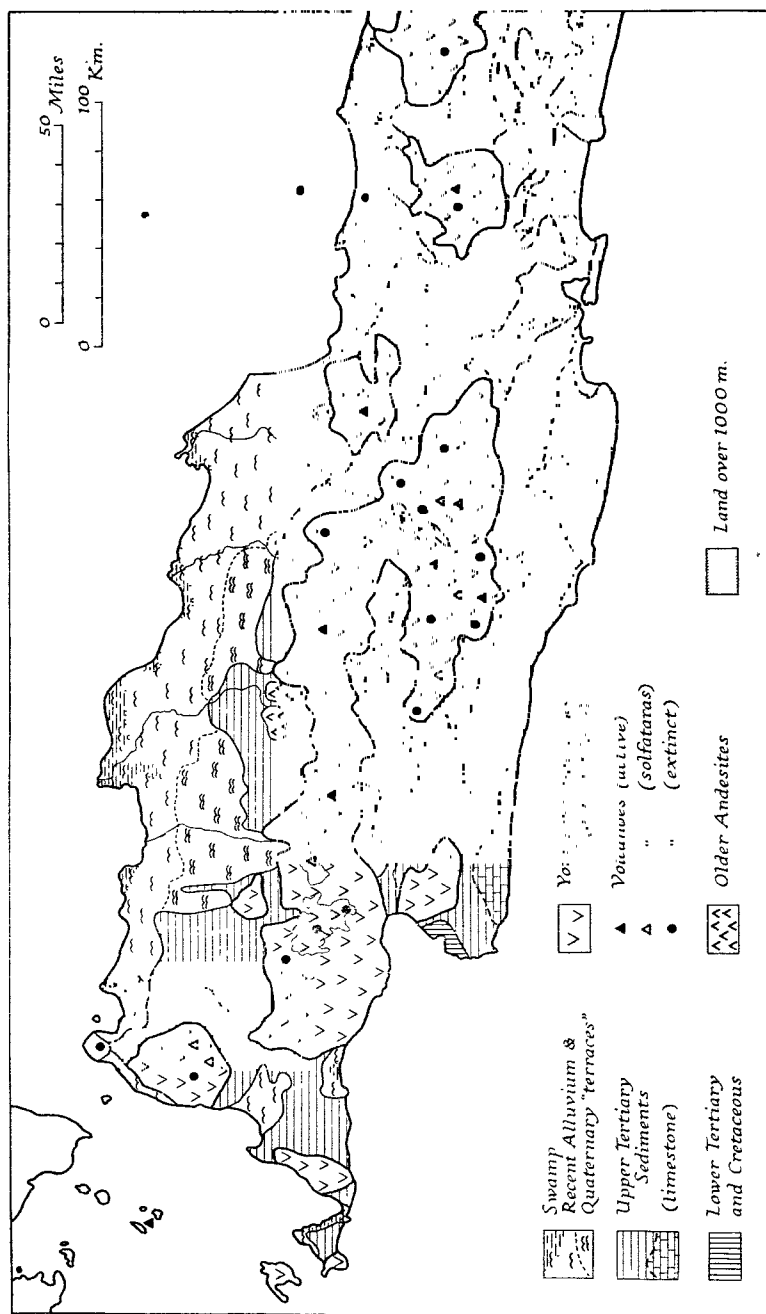 0 50 Miles
0 100 Km.
Swamp
Recent Alluvium &
Quaternary "terraces"
Upper Tertiary
Sediments
(limestone)
Lower Tertiary
and Cretaceous
Volcanoes (active)
" (solfataras)
" (extinct)
Older Andesites
Land over 1000 m.